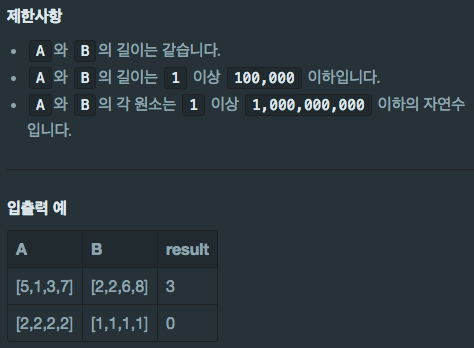 제한사항
A 와 B 의 길이는 같습니다.
A 와 B 의 길이는 1 이상 100,000 이하입니다.
A 와 B 의 각 원소는 1 이상 1,000,000,000 이하의 자연수
입니다.
입출력 예
A B result
[5,1,3,7] [2,2,6,8] 3
[2,2,2,2] [1,1,1,1] 0